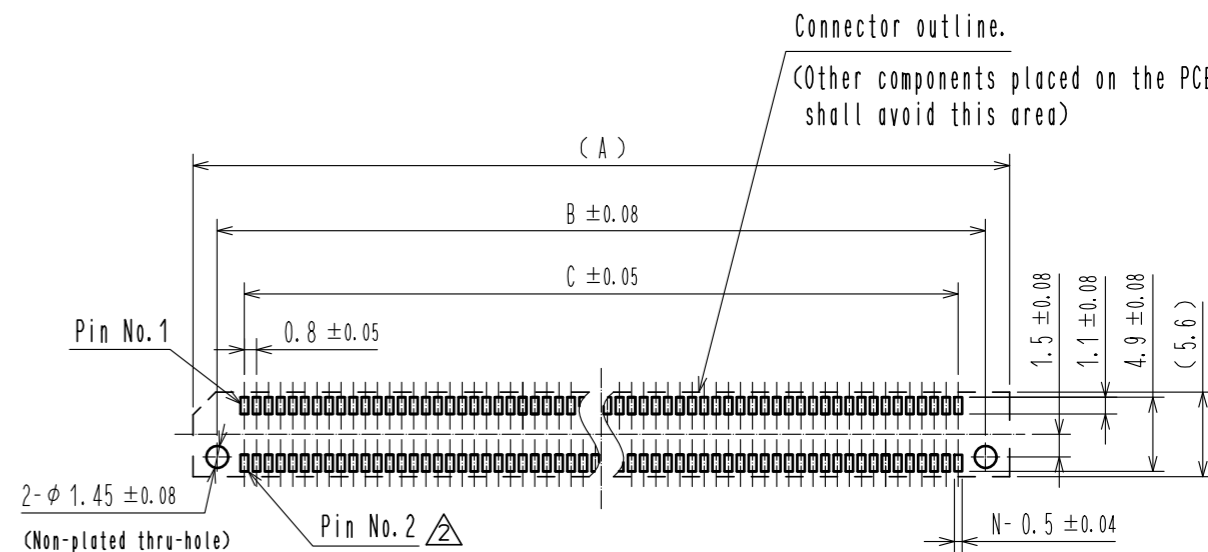 Connector outline.
(Other components placed on the PCB
shall avoid this area)
(A)
B ±0.08
C ±0.05
Pin No.1
0.8 ±0.05
1.5 ±0.08
1.1 ±0.08
4.9 ±0.08
(5.6)
2-φ 1.45 ±0.08
(Non-plated thru-hole)
Pin No.2 2
N- 0.5 ±0.04